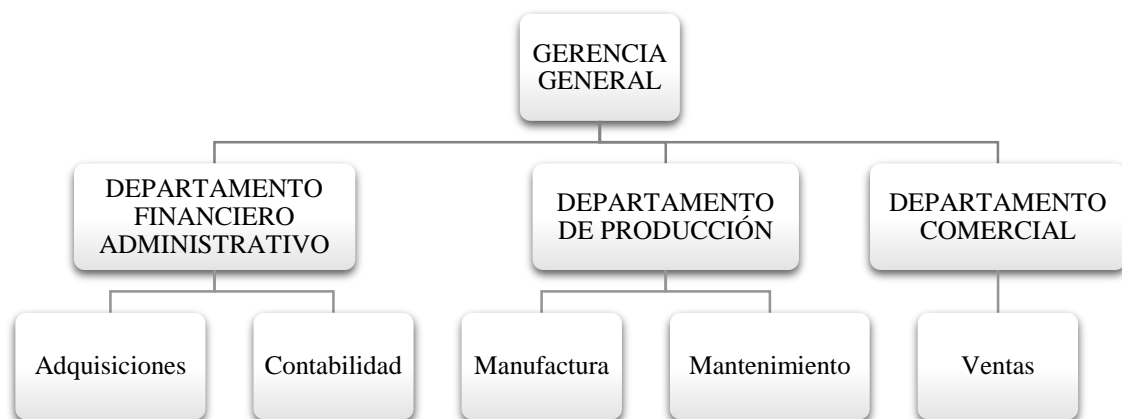 GERENCIA
GENERAL
DEPARTAMENTO
FINANCIERO
ADMINISTRATIVO
DEPARTAMENTO
DE PRODUCCIÓN
DEPARTAMENTO
COMERCIAL
Adquisiciones
Contabilidad
Manufactura
Mantenimiento
Ventas